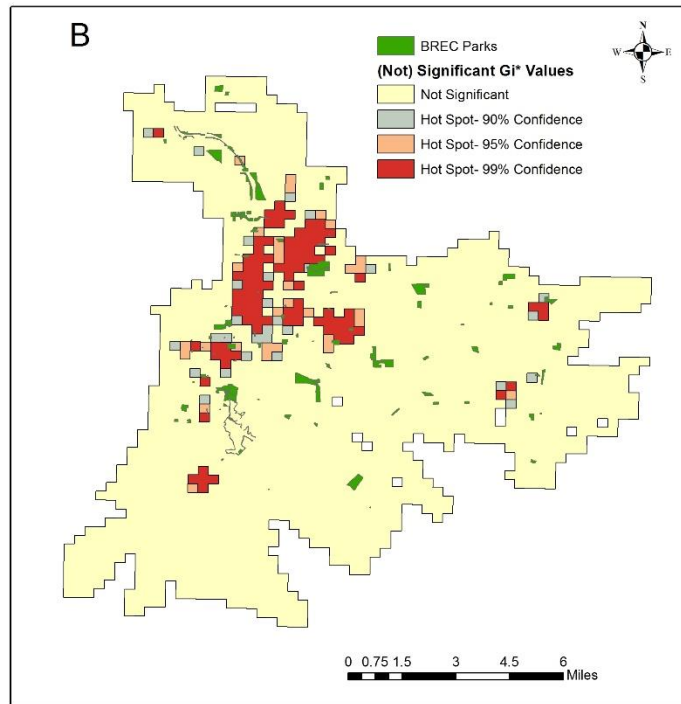 B
BREC Parks
(Not) Significant Gi* Values
Not Significant
Hot Spot- 90% Confidence
Hot Spot- 95% Confidence
Hot Spot- 99% Confidence
N
W E
S
0 0.75 1.5 3 4.5 6
Miles